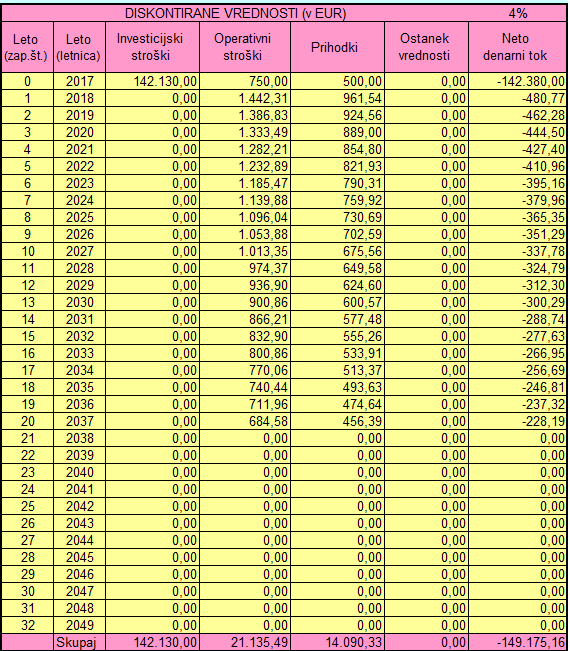 DISKONTIRANE VREDNOSTI (v EUR) 4%
Leto (zap.št.) Leto (letnica) Investicijski stroški Operativni stroški Prihodki Ostanek vrednosti Neto denarni tok
0 2017 142.130,00 750,00 500,00 0,00 -142.380,00
1 2018 0,00 1.442,31 961,54 0,00 -480,77
2 2019 0,00 1.386,83 924,56 0,00 -462,28
3 2020 0,00 1.333,49 889,00 0,00 -444,50
4 2021 0,00 1.282,21 854,80 0,00 -427,40
5 2022 0,00 1.232,89 821,93 0,00 -410,96
6 2023 0,00 1.185,47 790,31 0,00 -395,16
7 2024 0,00 1.139,88 759,92 0,00 -379,96
8 2025 0,00 1.096,04 730,69 0,00 -365,35
9 2026 0,00 1.053,88 702,59 0,00 -351,29
10 2027 0,00 1.013,35 675,56 0,00 -337,78
11 2028 0,00 974,37 649,58 0,00 -324,79
12 2029 0,00 936,90 624,60 0,00 -312,30
13 2030 0,00 900,86 600,57 0,00 -300,29
14 2031 0,00 866,21 577,48 0,00 -288,74
15 2032 0,00 832,90 555,26 0,00 -277,63
16 2033 0,00 800,86 533,91 0,00 -266,95
17 2034 0,00 770,06 513,37 0,00 -256,69
18 2035 0,00 740,44 493,63 0,00 -246,81
19 2036 0,00 711,96 474,64 0,00 -237,32
20 2037 0,00 684,58 456,39 0,00 -228,19
21 2038 0,00 0,00 0,00 0,00 0,00
22 2039 0,00 0,00 0,00 0,00 0,00
23 2040 0,00 0,00 0,00 0,00 0,00
24 2041 0,00 0,00 0,00 0,00 0,00
25 2042 0,00 0,00 0,00 0,00 0,00
26 2043 0,00 0,00 0,00 0,00 0,00
27 2044 0,00 0,00 0,00 0,00 0,00
28 2045 0,00 0,00 0,00 0,00 0,00
29 2046 0,00 0,00 0,00 0,00 0,00
30 2047 0,00 0,00 0,00 0,00 0,00
31 2048 0,00 0,00 0,00 0,00 0,00
32 2049 0,00 0,00 0,00 0,00 0,00
Skupaj 142.130,00 21.135,49 14.090,33 0,00 -149.175,16